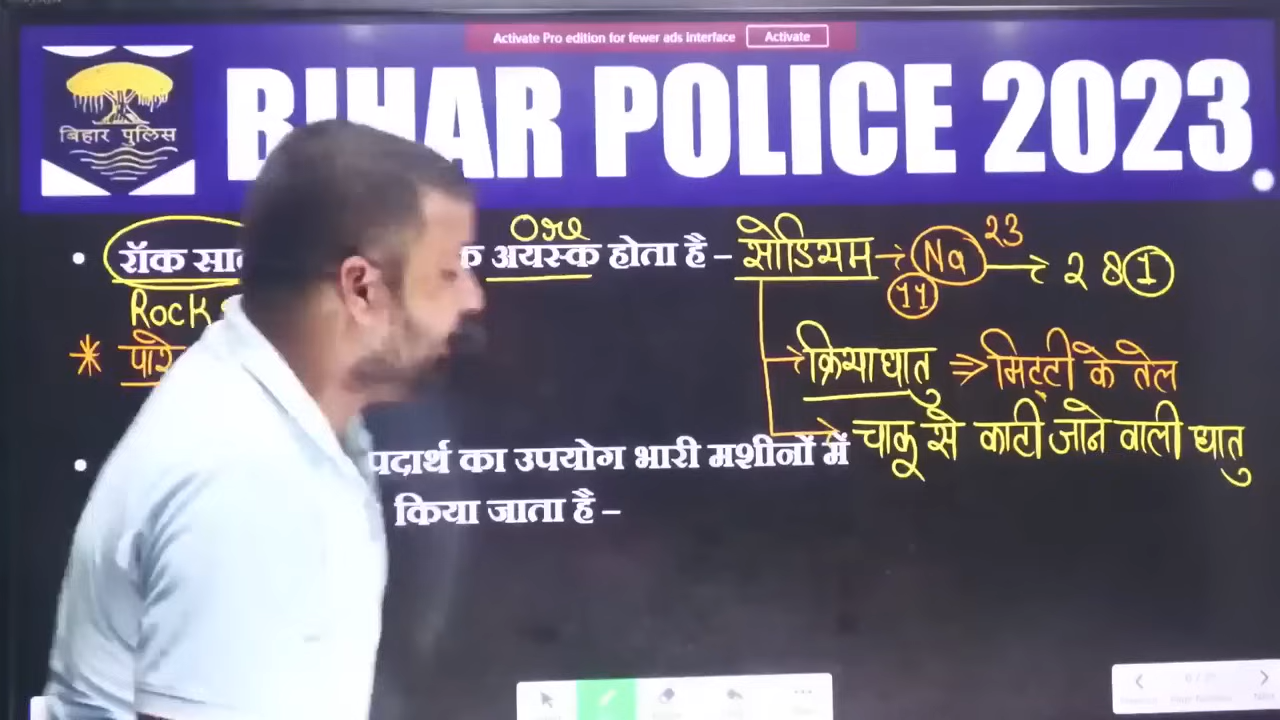 Activate Pro edition for fewer ads interface Activate
BIHAR POLICE 2023
बिहार पुलिस
Ore
• रॉक अयस्क होता है – सोडियम → Na 23 → 2 8 1
11
Rock
* क्रियाधातु ⇒ मिट्टी के तेल
चाकू से काटी जाने वाली धातु
• पदार्थ का उपयोग भारी मशीनों में
किया जाता है –